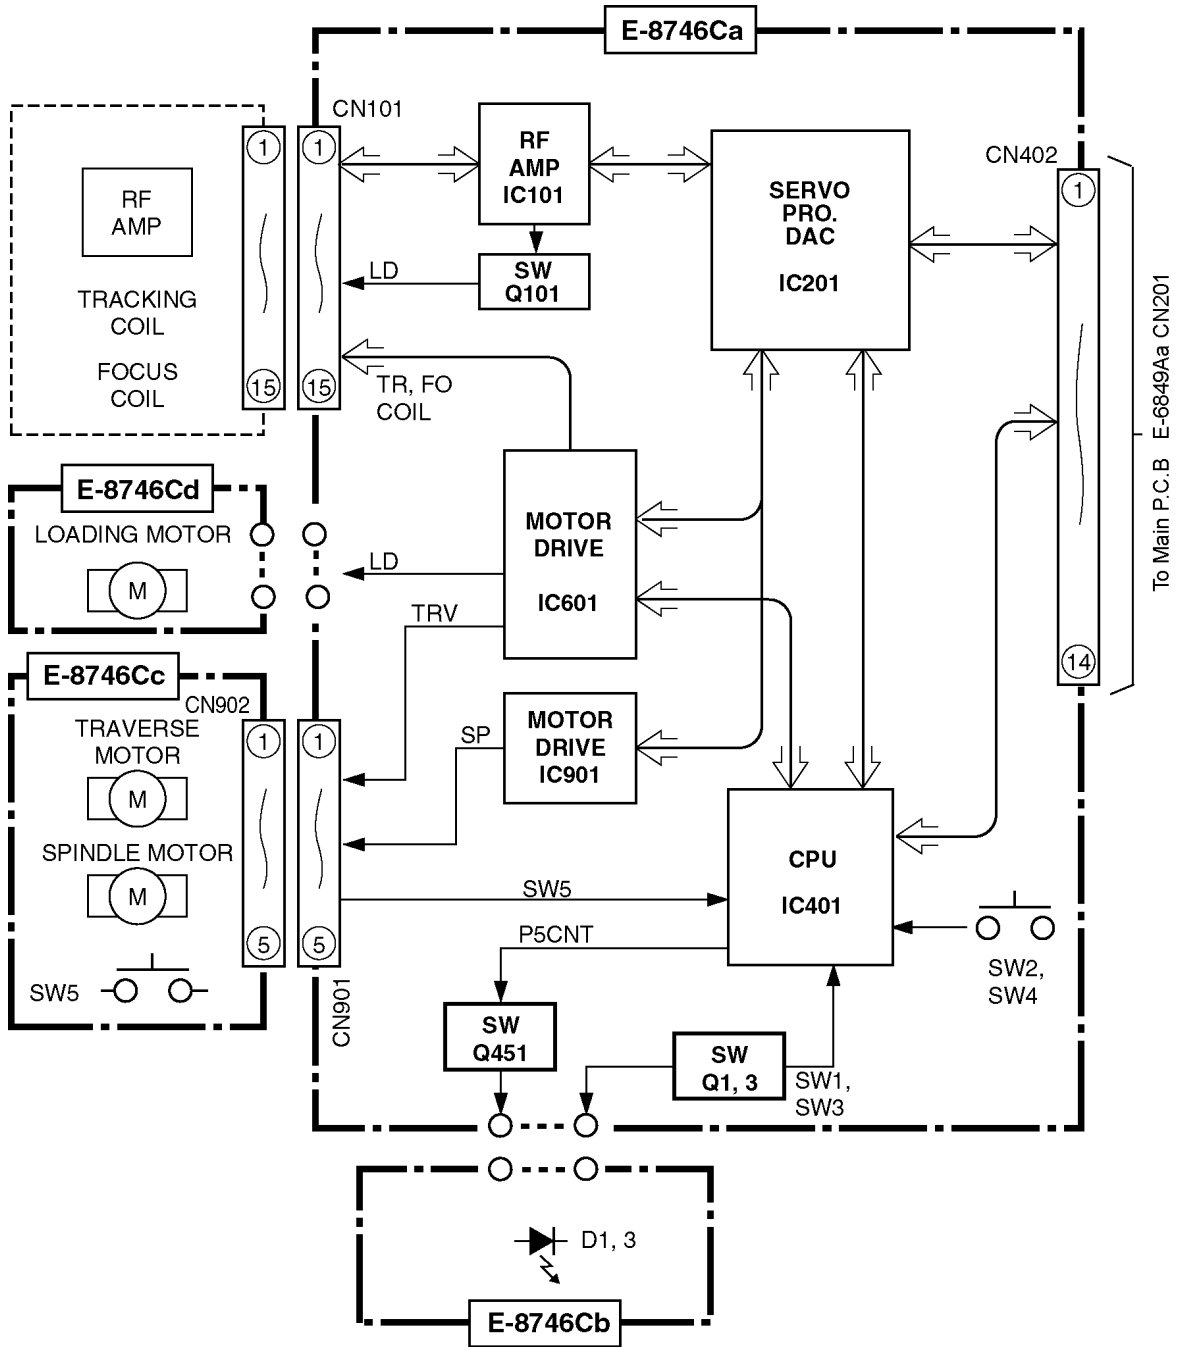 E-8746Ca
CN101
1
1
15
15
RF
AMP
TRACKING
COIL
FOCUS
COIL
RF
AMP
IC101
SW
Q101
LD
TR, FO
COIL
SERVO
PRO.
DAC
IC201
CN402
1
14
To Main P.C.B E-6849Aa CN201
E-8746Cd
LOADING MOTOR
M
LD
MOTOR
DRIVE
IC601
TRV
E-8746Cc
CN902
TRAVERSE
MOTOR
M
SPINDLE MOTOR
M
SW5
1
1
5
5
CN901
SP
MOTOR
DRIVE
IC901
SW5
P5CNT
CPU
IC401
SW2,
SW4
SW
Q451
SW
Q1, 3
SW1,
SW3
D1, 3
E-8746Cb